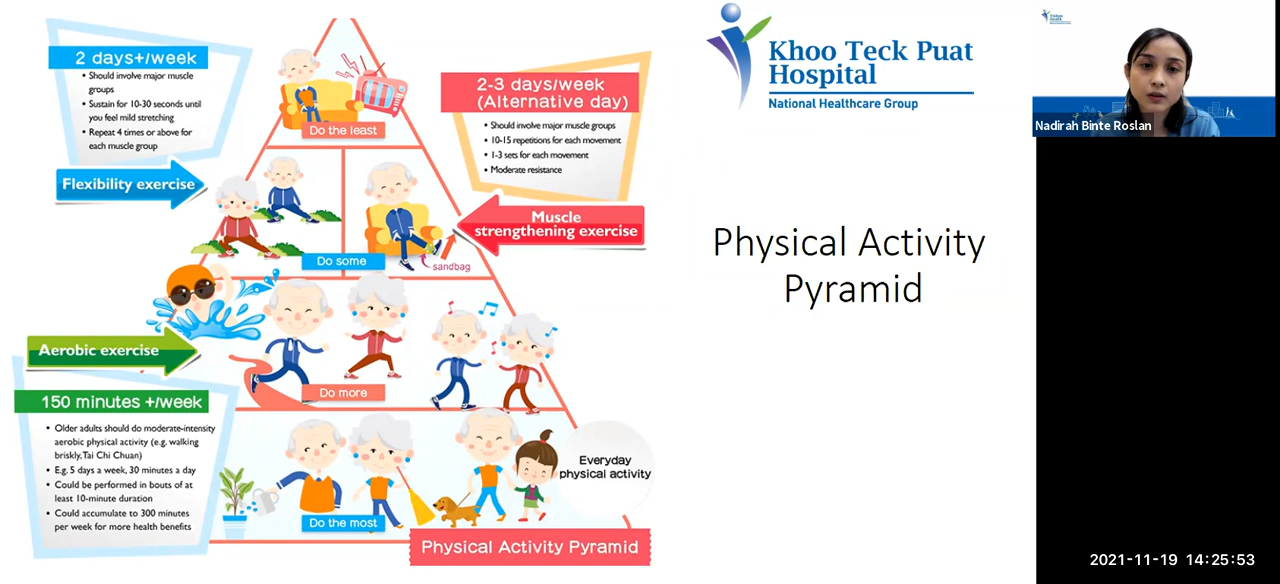 2 days+/week
• Should involve major muscle
groups
• Sustain for 10-30 seconds until
you feel mild stretching
• Repeat 4 times or above for
each muscle group
Flexibility exercise
Do the least
2-3 days/week
(Alternative day)
• Should involve major muscle groups
• 10-15 repetitions for each movement
• 1-3 sets for each movement
• Moderate resistance
Muscle
strengthening exercise
Do some
sandbag
Aerobic exercise
150 minutes +/week
• Older adults should do moderate-intensity
aerobic physical activity (e.g. walking
briskly,Tai Chi Chuan)
• E.g. 5 days a week, 30 minutes a day
• Could be performed in bouts of at
least 10-minute duration
• Could accumulate to 300 minutes
per week for more health benefits
Do more
Everyday
physical activity
Do the most
Physical Activity Pyramid
Khoo Teck Puat
Hospital
National Healthcare Group
Physical Activity
Pyramid
Nadirah Binte Roslan
2021-11-19 14:25:53